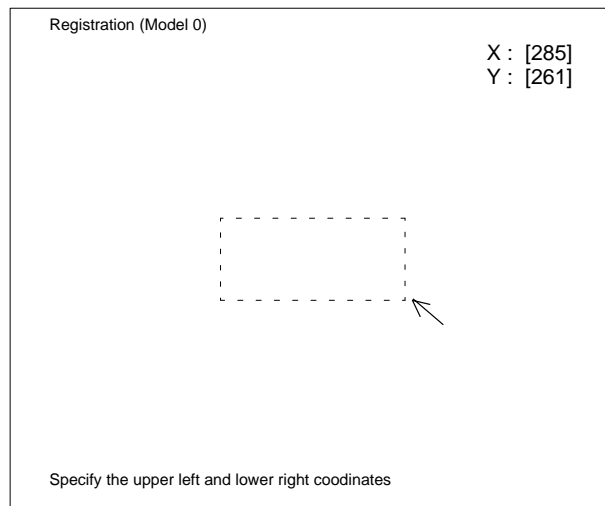 Registration (Model 0)
X : [285]
Y : [261]
Specify the upper left and lower right coodinates